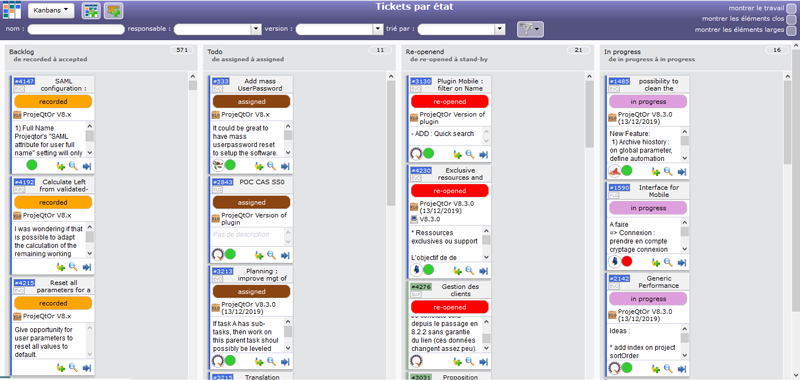 Kanbans
Tickets par état
montrer le travail
montrer les éléments clos
montrer les éléments larges
nom :
responsable :
version :
trié par :
Backlog
571
de recorded à accepted
#4147
SAML
configuration :
recorded
ProjeQtOr V8.x
1) Full Name
Projeqtor's "SAML
attribute for user full
name" setting will only
#4192
Calculate Left
from validated-
recorded
ProjeQtOr V8.x
I was wondering if that
is possible to adapt
the calculation of the
remaining working
#4215
Reset all
parameters for a
recorded
ProjeQtOr V8.x
Give opportunity for
user parameters to
reset all values to
default.
Todo
11
de assigned à assigned
#533
Add mass
UserPassword
assigned
ProjeQtOr V8.x
It could be great to
have mass
userpassword reset
to setup the software.
#2843
POC CAS SS0
assigned
ProjeQtOr Version of
plugin
Pas de description
#3213
Planning :
improve mgt of
assigned
ProjeQtOr V8.3.0
(13/12/2019)
If task A has sub-
tasks, then work on
this parent task shoul
possibly be leveled
#3215
Translation
Re-openend
21
de re-opened à stand-by
#3130
Plugin Mobile :
filter on Name
re-opened
ProjeQtOr Version of
plugin
- ADD : Quick search
#4230
Exclusive
resources and
re-opened
ProjeQtOr V8.3.0
(13/12/2019)
V8.3.0
* Ressources
exclusives ou support
L'objectif de de
#4276
Gestion des
clients
re-opened
depuis le passage en
8.2.2 sans garantie
du lien (ces données
changent assez peu).
#3031
Proposition
In progress
16
de in progress à in progress
#1485
possibility to
clean the
in progress
ProjeQtOr V8.3.0
(13/12/2019)
New Feature:
1) Archive hiostory :
on global parameter,
define automation
#1590
Interface for
Mobile
in progress
A faire
=> Connexion :
prendre en compte
cryptage connexion
#2142
Generic
Performance
in progress
ProjeQtOr V8.3.0
(13/12/2019)
Ideas :
* add index on project
sortOrder